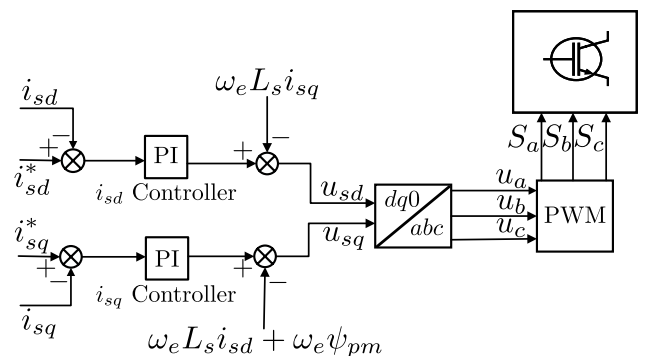 ω_e L_s i_sq
i_sd
−
−
+
PI
+
i*_sd
i_sd Controller
S_a S_b S_c
u_sd
dq0
u_a
i*_sq
u_sq
abc
u_b
PWM
u_c
+
PI
+
−
−
i_sq Controller
i_sq
ω_e L_s i_sd + ω_e ψ_pm